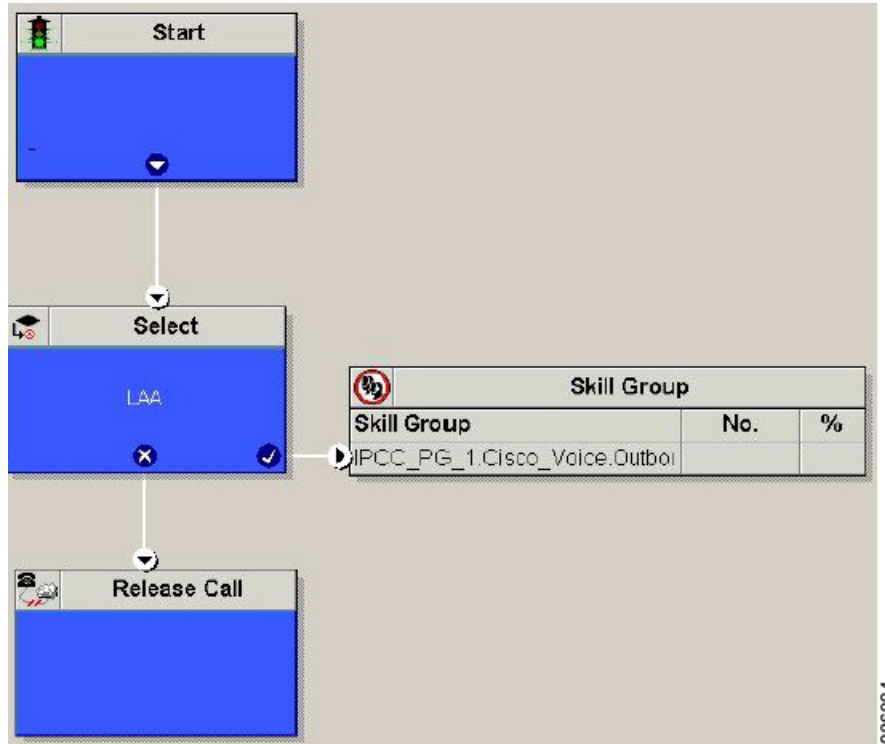 Start
Select
LAA
Skill Group
Skill Group No. %
IPCC_PG_1.Cisco_Voice.Outbo
Release Call